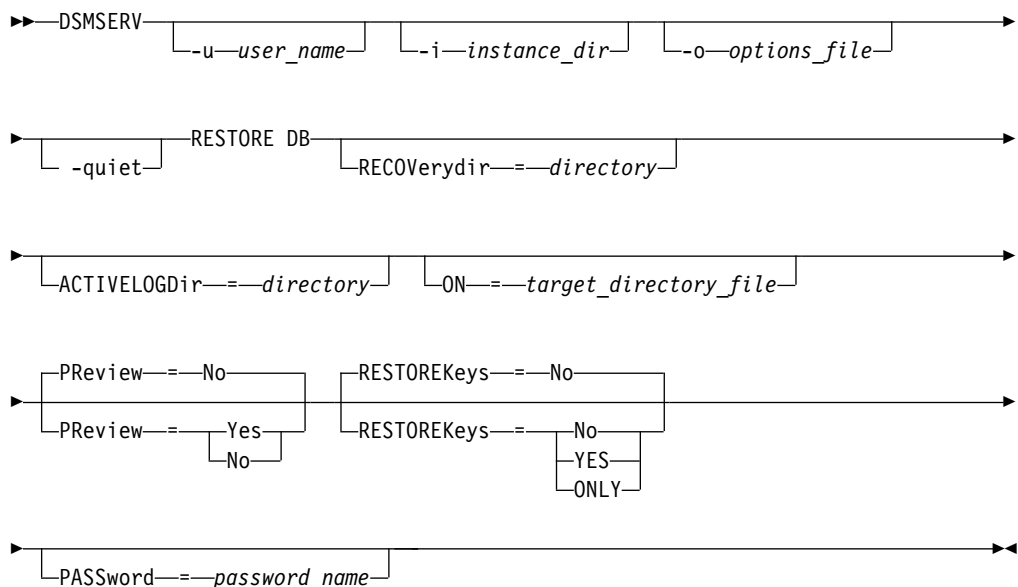 DSMSERV
-u user_name -i instance_dir -o options_file
RESTORE DB
-quiet RECOVerydir = directory
ACTIVELOGDir = directory ON = target_directory_file
PReview = No RESTOREKeys = No
PReview = Yes RESTOREKeys = No
No YES
ONLY
PASSword = password_name